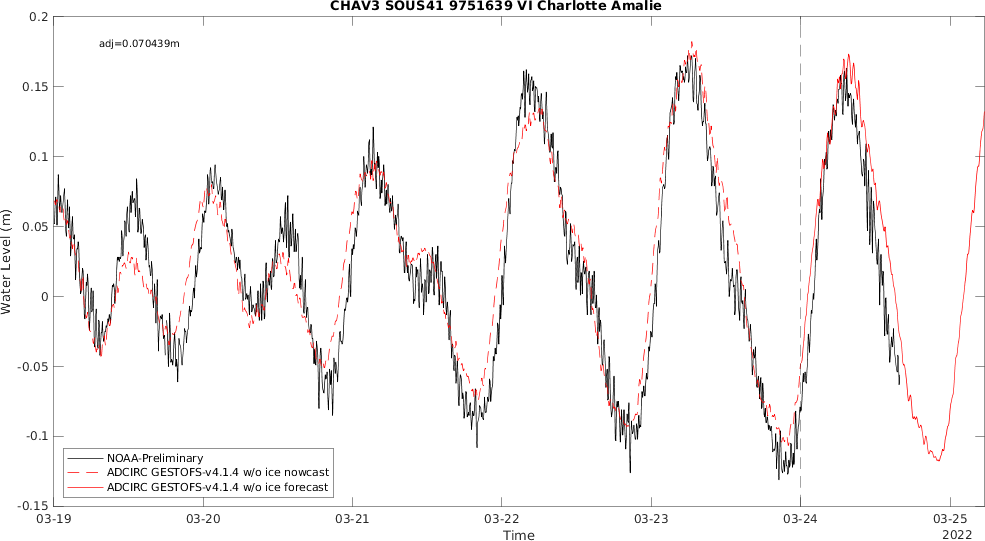 CHAV3 SOUS41 9751639 VI Charlotte Amalie
adj=0.070439m
0.2
0.15
0.1
0.05
0
-0.05
-0.1
-0.15
Water Level (m)
NOAA-Preliminary
ADCIRC GESTOFS-v4.1.4 w/o ice nowcast
ADCIRC GESTOFS-v4.1.4 w/o ice forecast
03-19 03-20 03-21 03-22 03-23 03-24 03-25
Time
2022